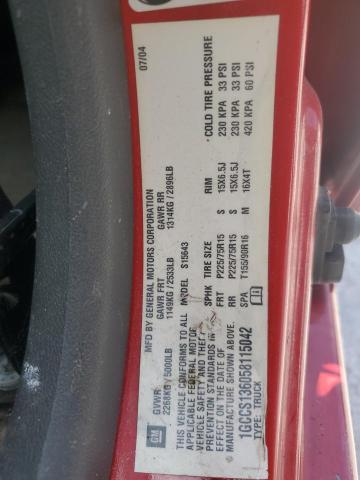 MFD BY GENERAL MOTORS CORPORATION 07/04
GVWR GAWR FRT GAWR RR
2268KG/5000LB 1149KG/2533LB 1314KG/2896LB
THIS VEHICLE CONFORMS TO ALL
APPLICABLE FEDERAL MOTOR
VEHICLE SAFETY AND THEFT
PREVENTION STANDARDS IN
EFFECT ON THE DATE OF
MANUFACTURE SHOWN ABOVE.
1GCCS136058115042
TYPE: TRUCK
MODEL: S15643
SPHK TIRE SIZE RIM COLD TIRE PRESSURE
FRT P225/75R15 S 15X6.5J 230 KPA 33 PSI
RR P225/75R15 S 15X6.5J 230 KPA 33 PSI
SPA T155/90R16 M 16X4T 420 KPA 60 PSI
GM